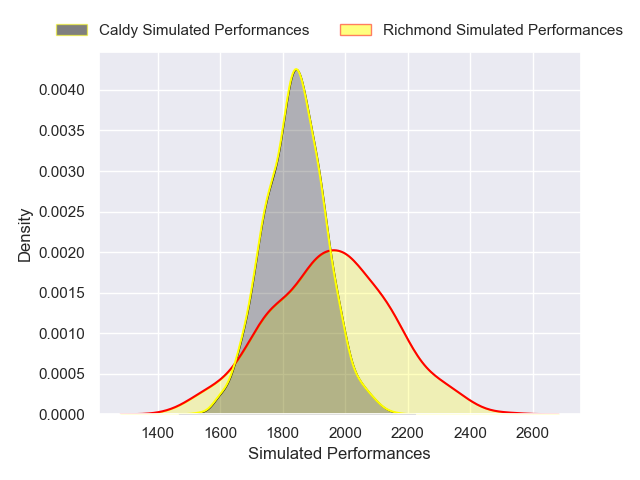 Caldy Simulated Performances
Richmond Simulated Performances
0.0040
0.0035
0.0030
0.0025
0.0020
0.0015
0.0010
0.0005
0.0000
Density
1400 1600 1800 2000 2200 2400 2600
Simulated Performances